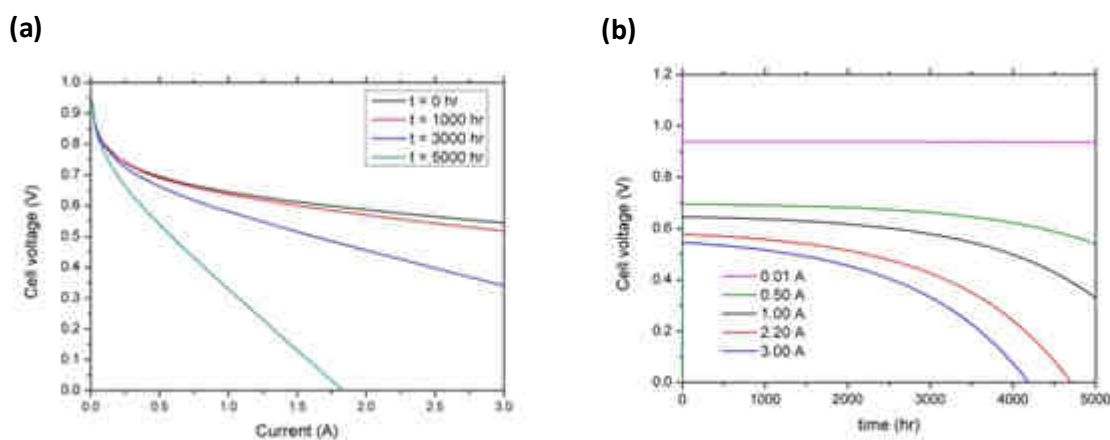 (a)
1.0
0.9
0.8
0.7
0.6
0.5
0.4
0.3
0.2
0.1
0.0
Cell voltage (V)
t = 0 hr
t = 1000 hr
t = 3000 hr
t = 5000 hr
0.0 0.5 1.0 1.5 2.0 2.5 3.0
Current (A)
(b)
1.2
1.0
0.8
0.6
0.4
0.2
0.0
Cell voltage (V)
0.01 A
0.50 A
1.00 A
2.20 A
3.00 A
0 1000 2000 3000 4000 5000
time (hr)